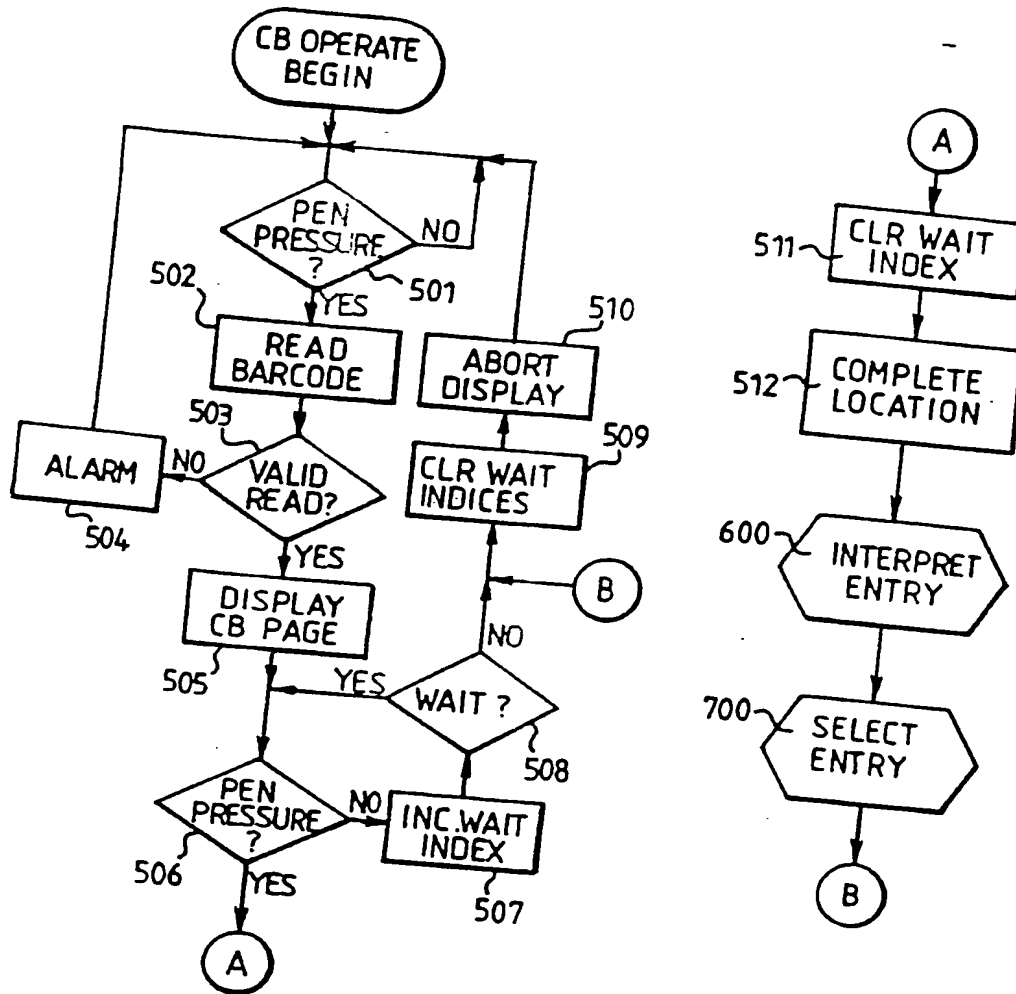 CB OPERATE
BEGIN
PEN
PRESSURE
?
NO
501
YES
502
READ
BARCODE
503
VALID
READ?
NO
ALARM
504
YES
DISPLAY
CB PAGE
505
PEN
PRESSURE
?
506
NO
YES
A
INC. WAIT
INDEX
507
WAIT ?
508
YES
NO
B
CLR WAIT
INDICES
509
ABORT
DISPLAY
510
A
CLR WAIT
INDEX
511
COMPLETE
LOCATION
512
INTERPRET
ENTRY
600
SELECT
ENTRY
700
B